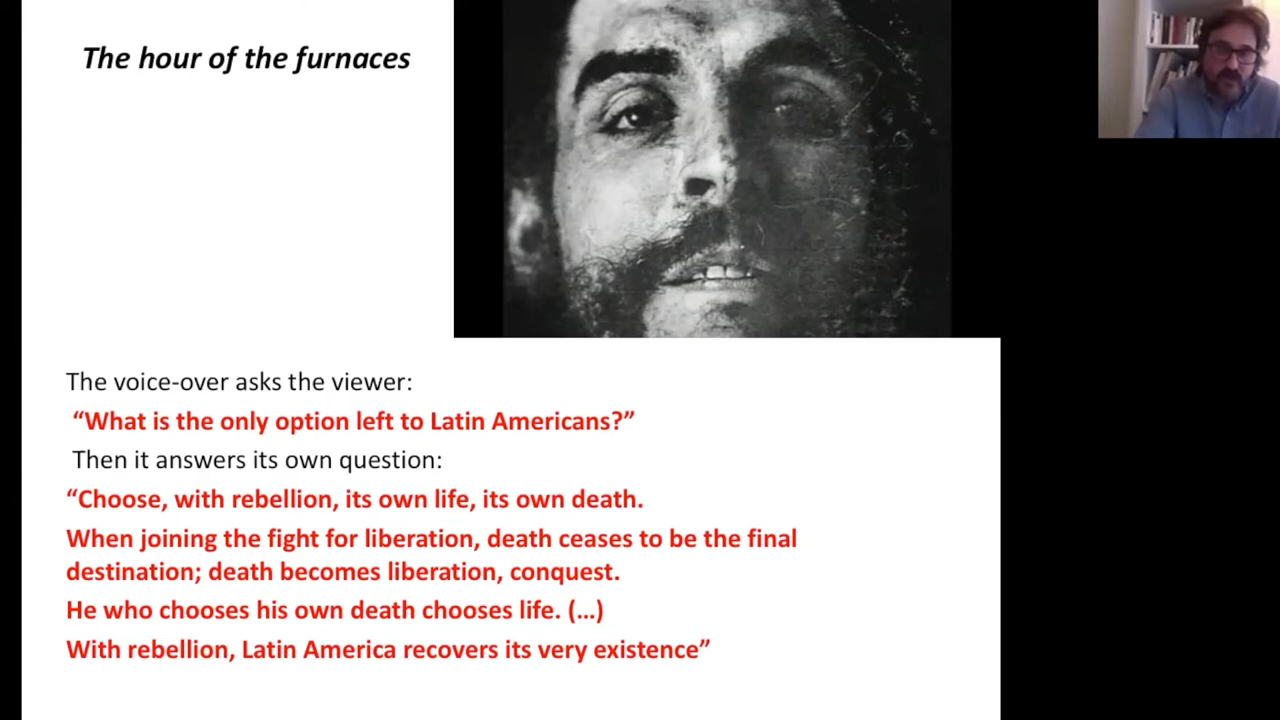 The hour of the furnaces
The voice-over asks the viewer:
“What is the only option left to Latin Americans?”
Then it answers its own question:
“Choose, with rebellion, its own life, its own death.
When joining the fight for liberation, death ceases to be the final
destination; death becomes liberation, conquest.
He who chooses his own death chooses life. (…)
With rebellion, Latin America recovers its very existence”